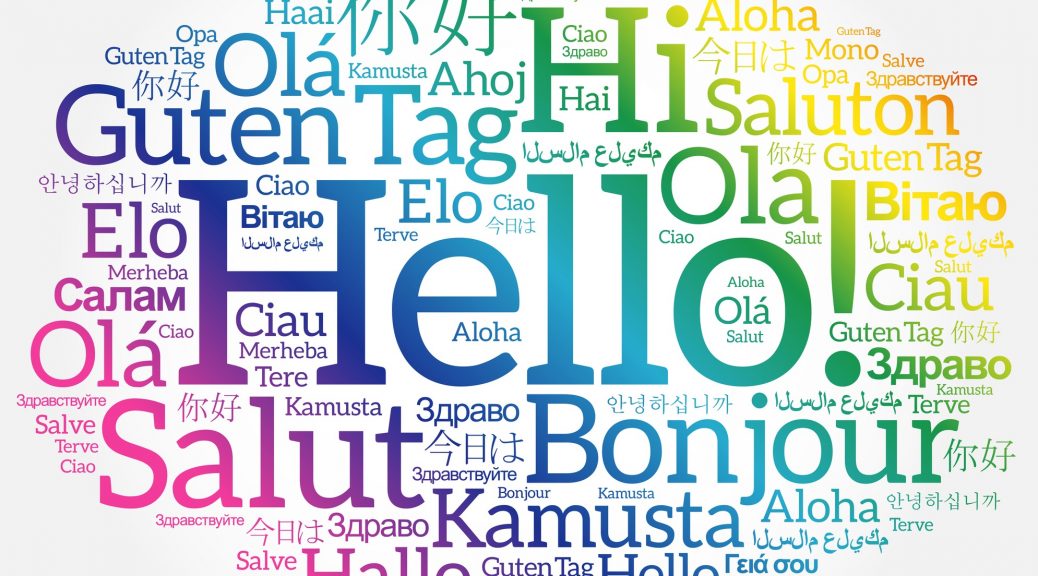 Haai
你好
Hi
Ciao
Здраво
Hai
Aloha
Guten Tag
Opa
Guten Tag
Olá
Kamusta
Ahoj
今日は
Mono
Salve
Opa
Здравствуйте
你好
Guten Tag
Saluton
السلام عليكم
Ola
你好
Guten Tag
안녕하십니까
Ciao
Elo
Ciao
Вітаю
Elo
Salut
Вітаю
Terve
今日は
Ciao
Salut
السلام عليكم
السلام عليكم
Merheba
Hello!
Aloha
Salut
Салам
Ciau
Olá
Ciao
Ciau
Aloha
Olá
Salut
Guten Tag
你好
Merheba
Tere
Здраво
Здравствуйте
你好
Kamusta
Здраво
안녕하십니까
السلام عليكم
Kamusta
Terve
Salve
Salut
今日は
Bonjour
Terve
Ciao
Здравствуйте
你好
Bonjour
Kamusta
Aloha
안녕하십니까
Здравствуйте
今日は
Здраво
Kamusta
السلام عليكم
Terve
Salve
Hallo
Guten Tag
Hello
Γειά σου